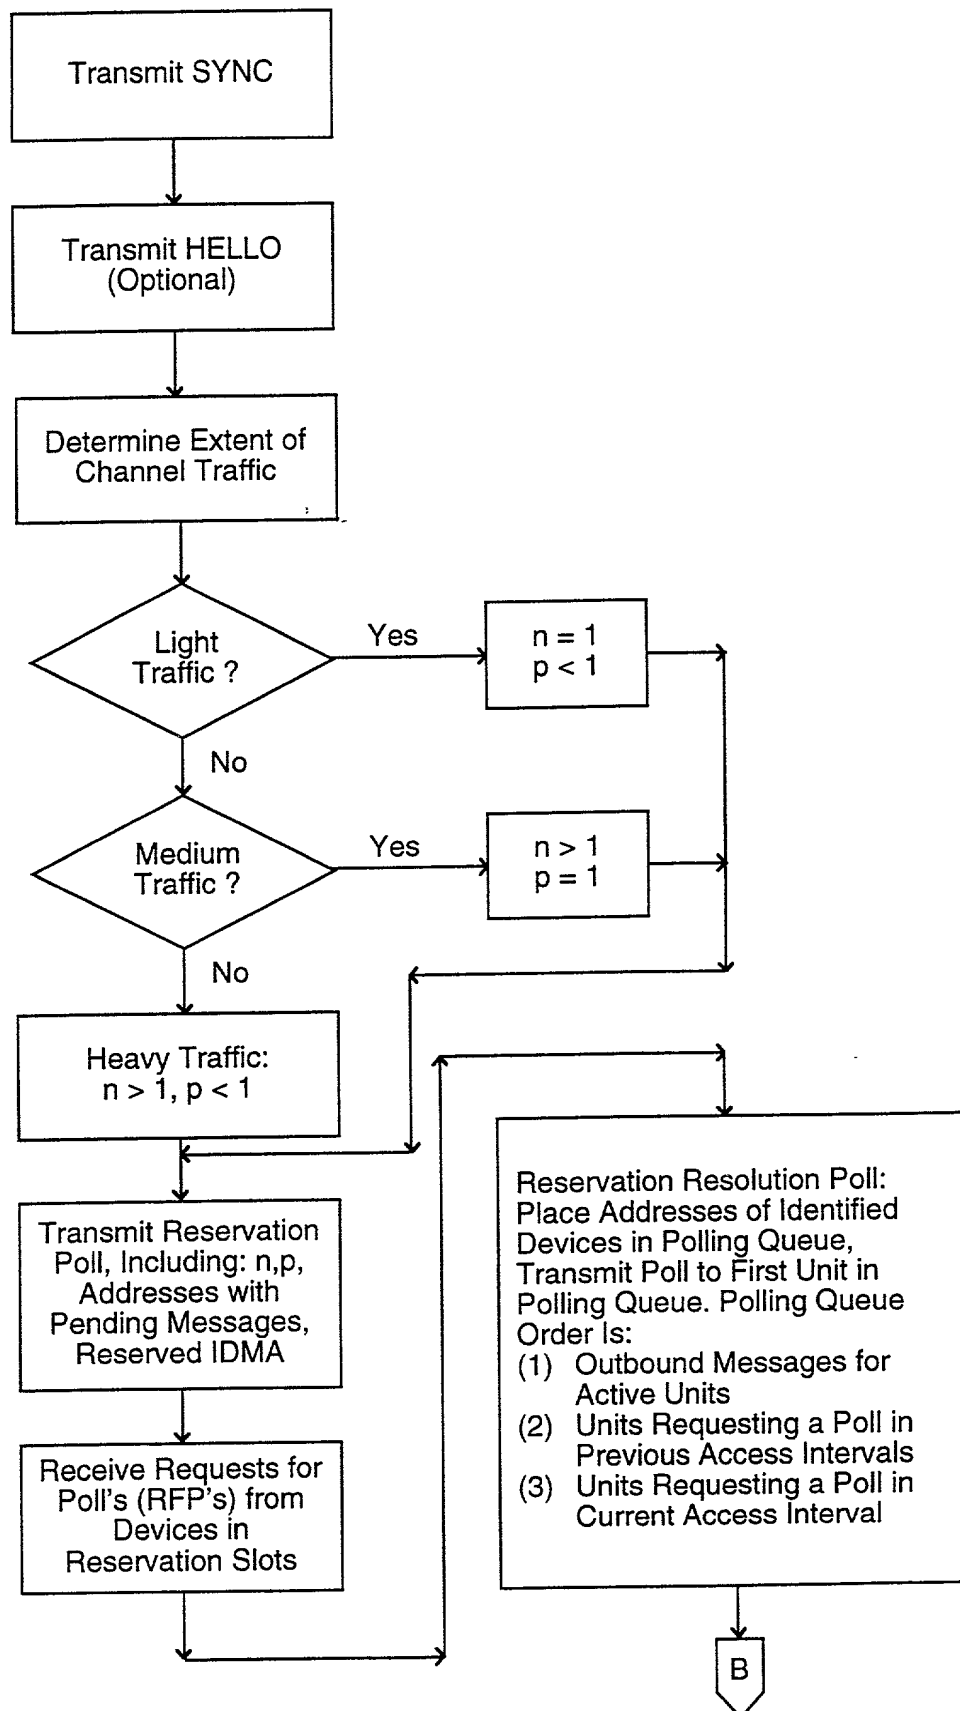 Transmit SYNC
Transmit HELLO
(Optional)
Determine Extent of
Channel Traffic
Light
Traffic ?
Yes
n = 1
p < 1
No
Medium
Traffic ?
Yes
n > 1
p = 1
No
Heavy Traffic:
n > 1, p < 1
Transmit Reservation
Poll, Including: n,p,
Addresses with
Pending Messages,
Reserved IDMA
Receive Requests for
Poll's (RFP's) from
Devices in
Reservation Slots
Reservation Resolution Poll:
Place Addresses of Identified
Devices in Polling Queue,
Transmit Poll to First Unit in
Polling Queue. Polling Queue
Order Is:
(1) Outbound Messages for
Active Units
(2) Units Requesting a Poll in
Previous Access Intervals
(3) Units Requesting a Poll in
Current Access Interval
B